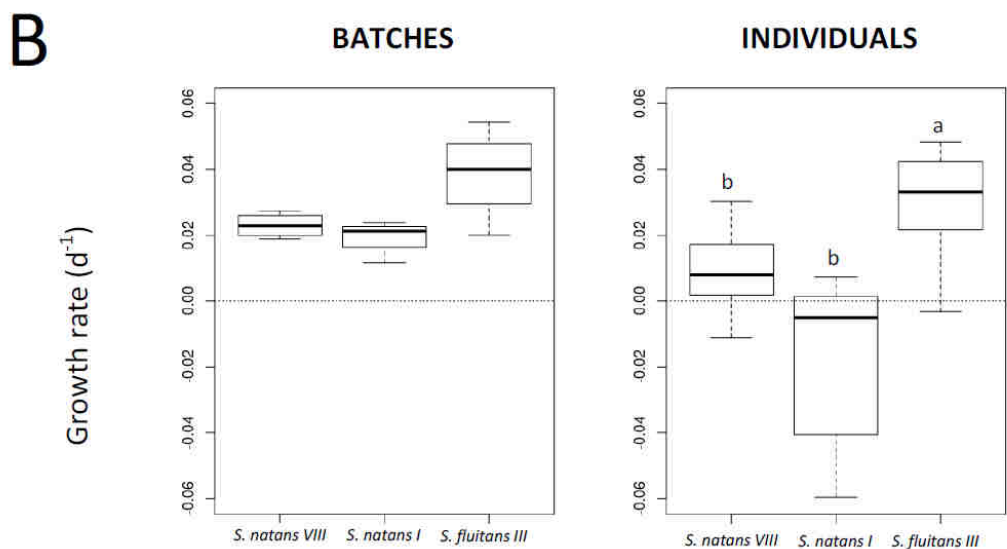 B
BATCHES
INDIVIDUALS
Growth rate (d⁻¹)
0.06
0.04
0.02
0.00
-0.02
-0.04
-0.06
S. natans VIII S. natans I S. fluitans III
0.06
0.04
0.02
0.00
-0.02
-0.04
-0.06
b
b
a
S. natans VIII S. natans I S. fluitans III